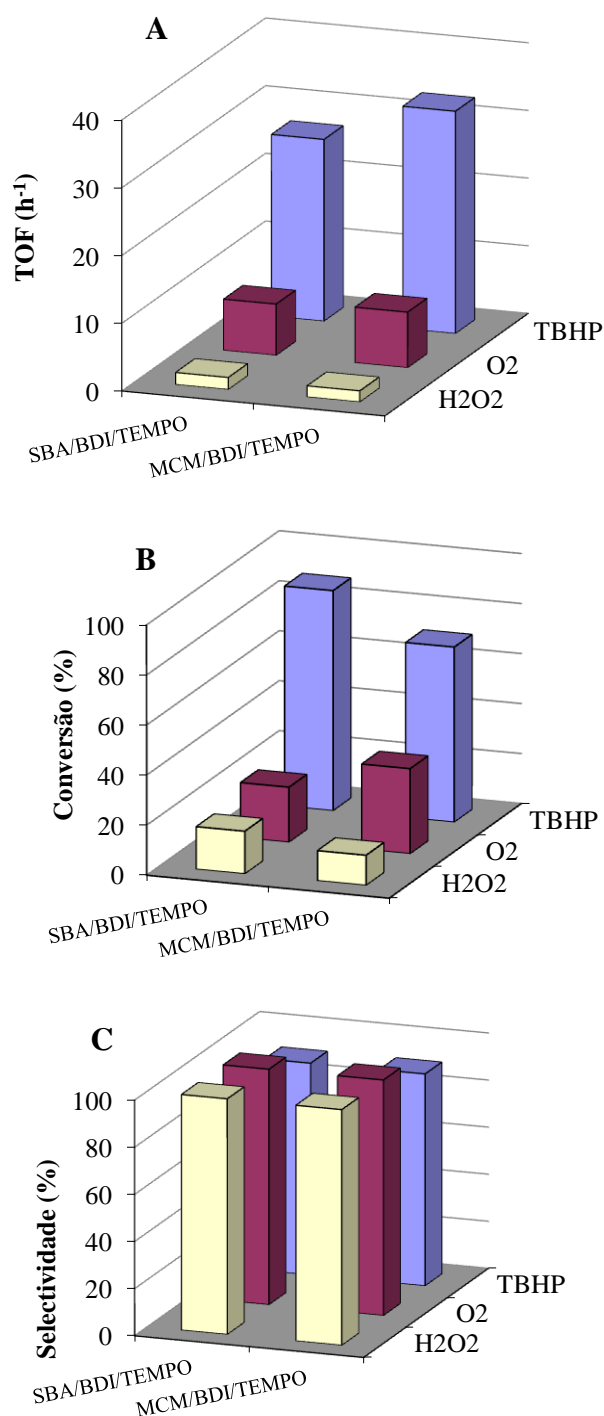 A
TOF (h-1)
40
30
20
10
0
SBA/BDI/TEMPO
MCM/BDI/TEMPO
H2O2
O2
TBHP
B
Conversão (%)
100
80
60
40
20
0
SBA/BDI/TEMPO
MCM/BDI/TEMPO
H2O2
O2
TBHP
C
Selectividade (%)
100
80
60
40
20
0
SBA/BDI/TEMPO
MCM/BDI/TEMPO
H2O2
O2
TBHP